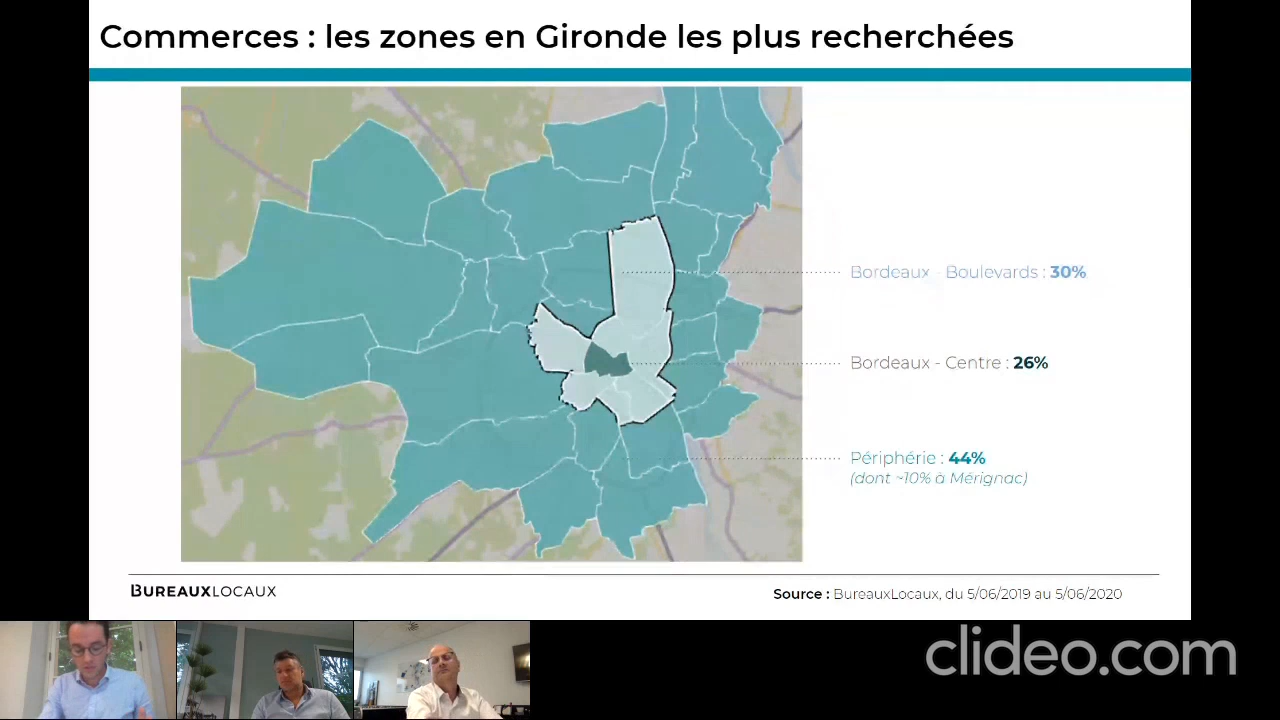 Commerces : les zones en Gironde les plus recherchées
Bordeaux - Boulevards : 30%
Bordeaux - Centre : 26%
Périphérie : 44%
(dont ~10% à Mérignac)
BUREAUXLOCAUX
Source : BureauxLocaux, du 5/06/2019 au 5/06/2020
clideo.com